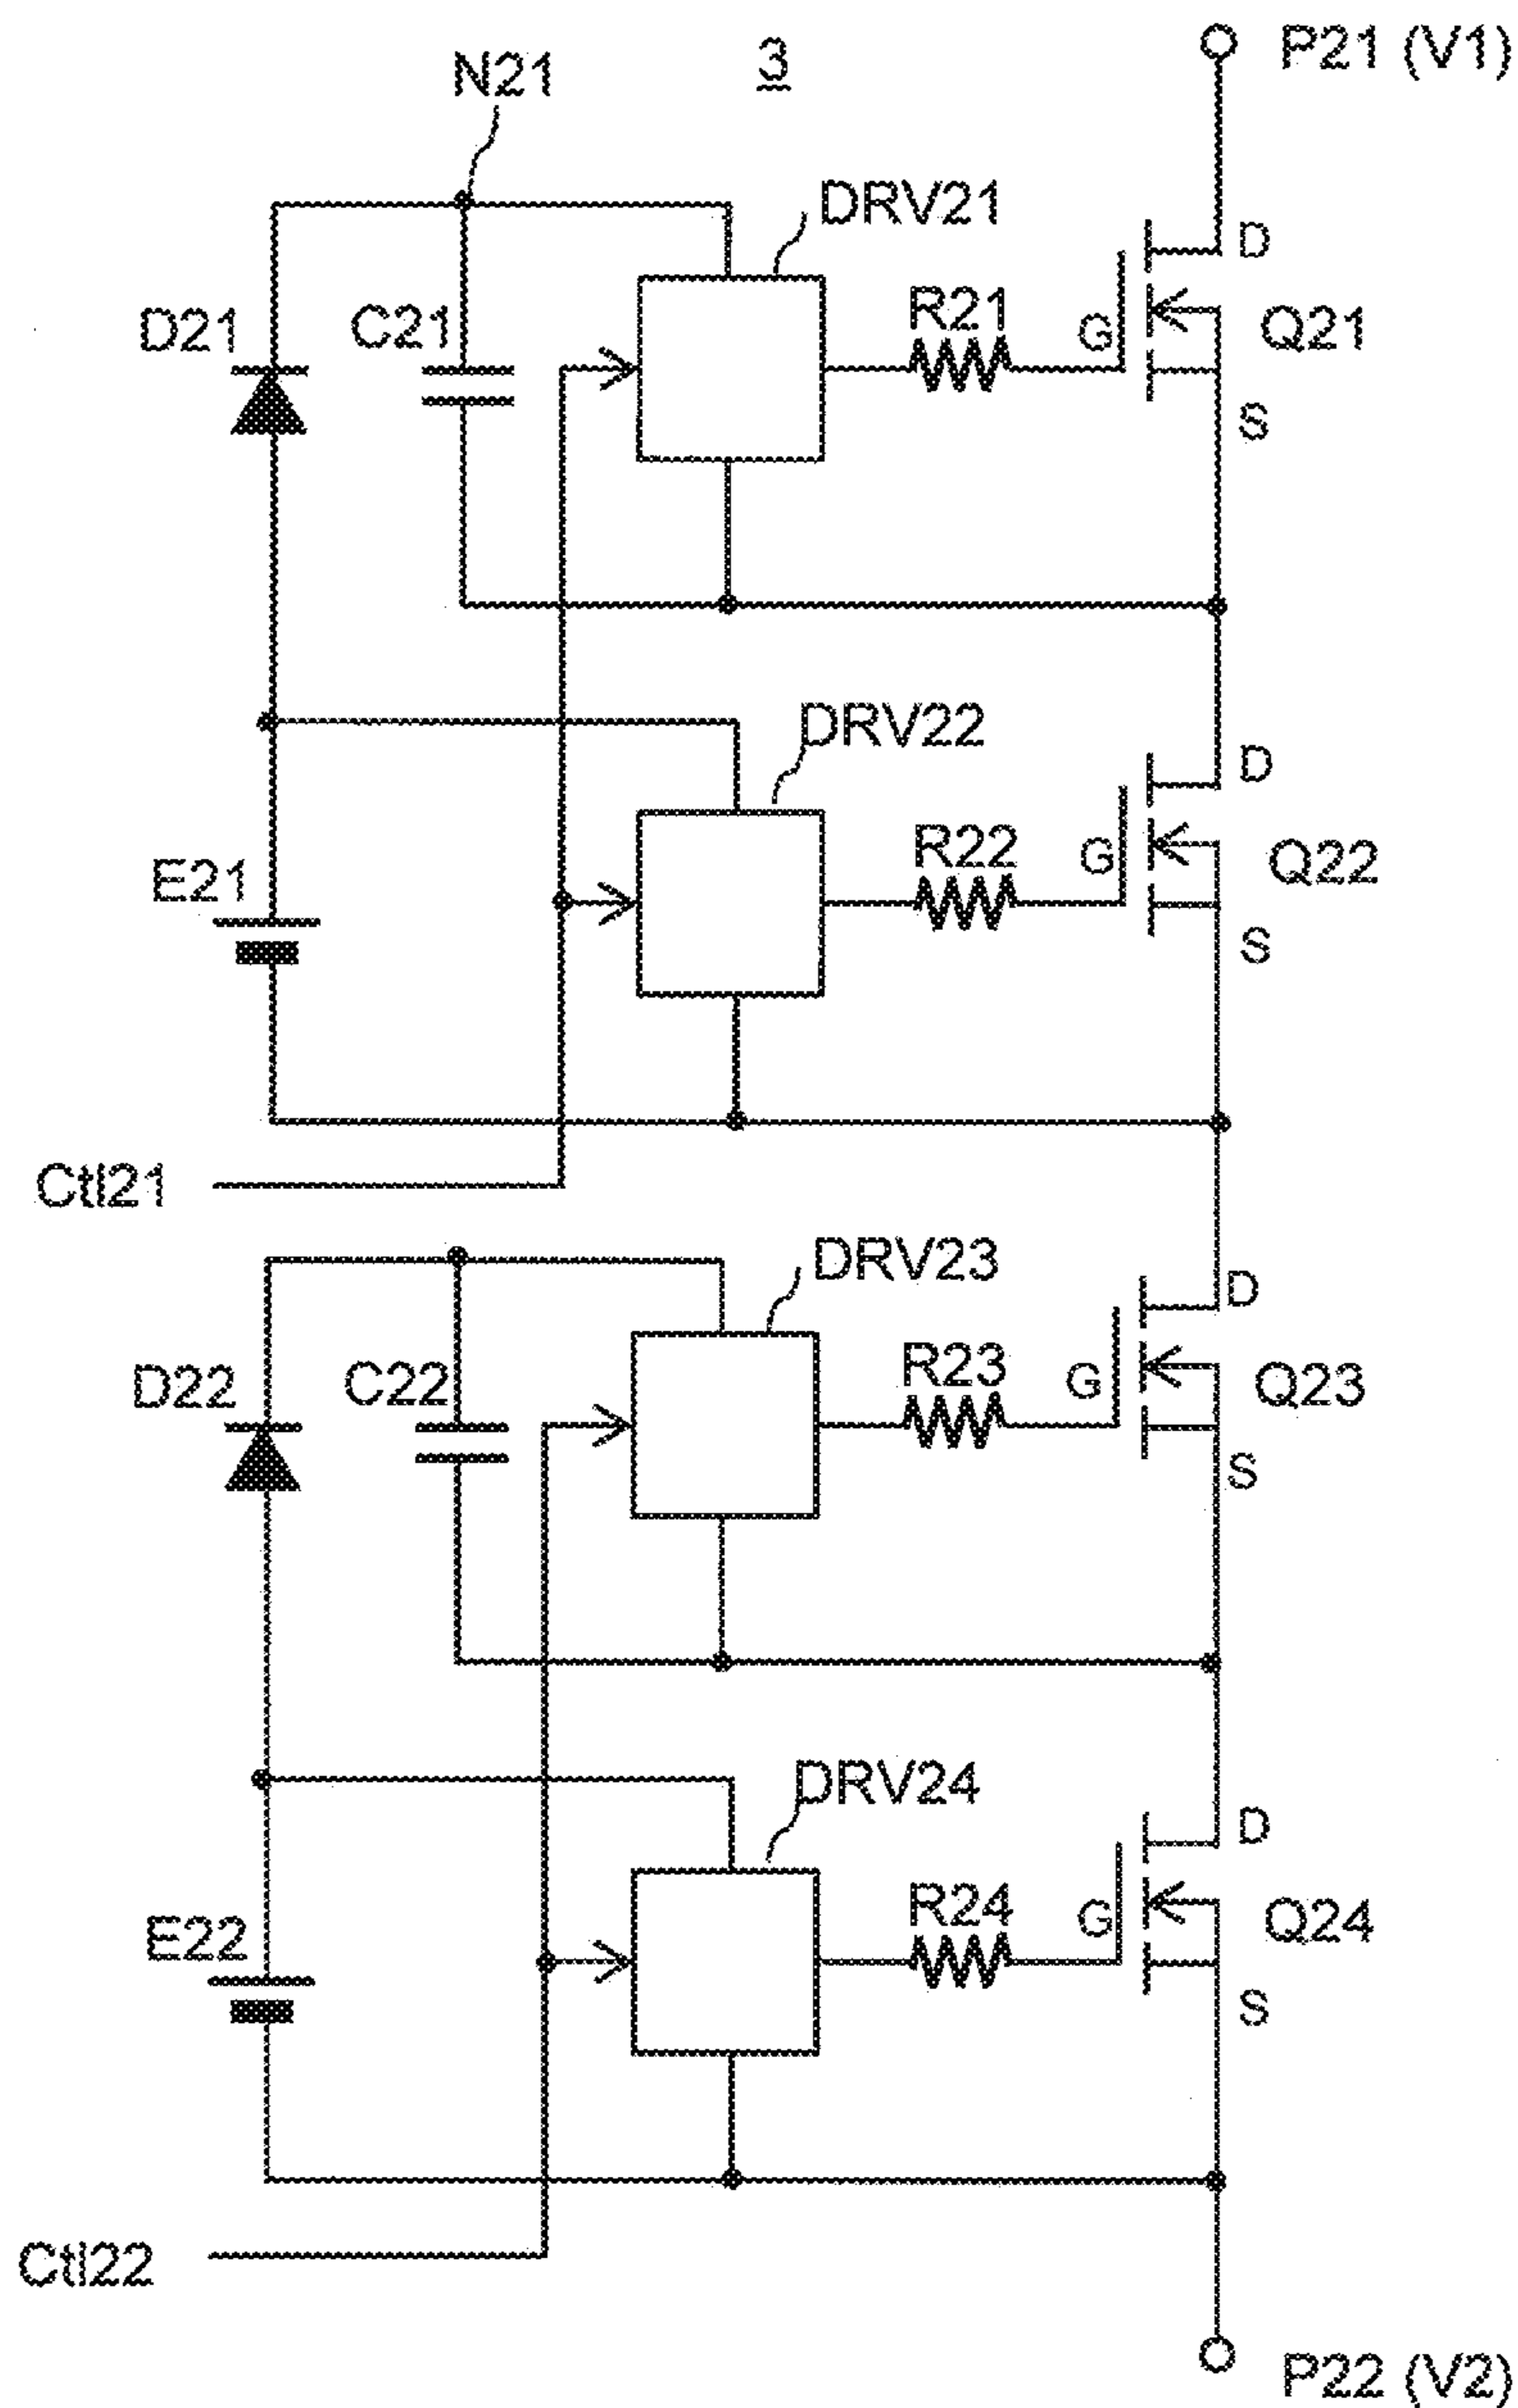 3
P21 (V1)
N21
DRV21
D
D21
C21
R21
G
Q21
S
DRV22
D
E21
R22
G
Q22
S
Ctl21
DRV23
D
D22
C22
R23
G
Q23
S
DRV24
D
E22
R24
G
Q24
S
Ctl22
P22 (V2)